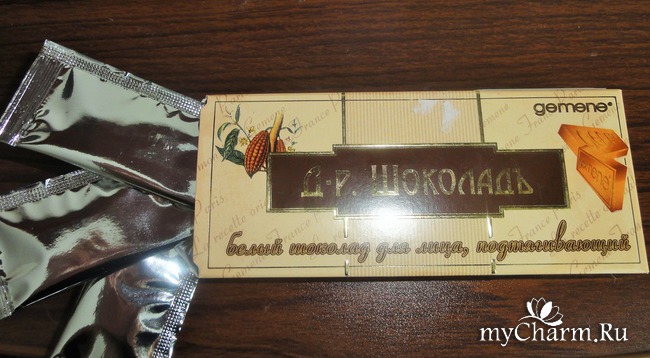 gemene
Д-р. Шоколадъ
белый шоколад для лица, подтягивающий
myCharm.Ru